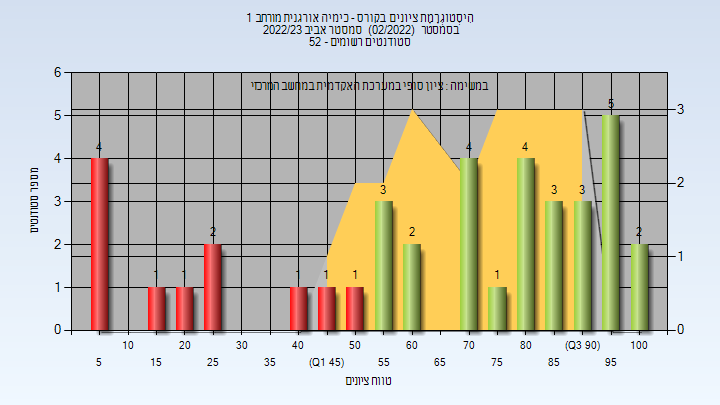 היסטוגרמת ציונים בקורס - כימיה אורגנית מורחב 1
בסמסטר (02/2022) סמסטר אביב 2022/23
סטודנטים רשומים - 52
במשימה : ציון סופי במערכת האקדמית במחשב המרכזי
מספר סטודנטים
6
5
4
3
2
1
0
3
2
1
0
4 1 1 2 1 1 1 3 2 4 1 4 3 3 5 2
10 20 30 40 50 60 70 80 (Q3 90) 100
5 15 25 35 (Q1 45) 55 65 75 85 95
טווח ציונים